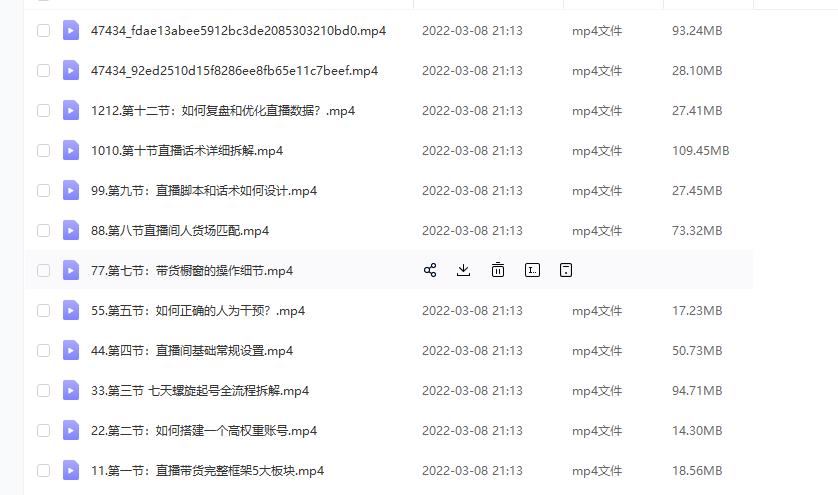 47434_fdae13abee5912bc3de2085303210bd0.mp4 2022-03-08 21:13 mp4文件 93.24MB
47434_92ed2510d15f8286ee8fb65e11c7beef.mp4 2022-03-08 21:13 mp4文件 28.10MB
1212.第十二节：如何复盘和优化直播数据？.mp4 2022-03-08 21:13 mp4文件 27.41MB
1010.第十节直播话术详细拆解.mp4 2022-03-08 21:13 mp4文件 109.45MB
99.第九节：直播脚本和话术如何设计.mp4 2022-03-08 21:13 mp4文件 27.45MB
88.第八节直播间人货场匹配.mp4 2022-03-08 21:13 mp4文件 73.32MB
77.第七节：带货橱窗的操作细节.mp4
55.第五节：如何正确的人为干预？.mp4 2022-03-08 21:13 mp4文件 17.23MB
44.第四节：直播间基础常规设置.mp4 2022-03-08 21:13 mp4文件 50.73MB
33.第三节 七天螺旋起号全流程拆解.mp4 2022-03-08 21:13 mp4文件 94.71MB
22.第二节：如何搭建一个高权重账号.mp4 2022-03-08 21:13 mp4文件 14.30MB
11.第一节：直播带货完整框架5大板块.mp4 2022-03-08 21:13 mp4文件 18.56MB